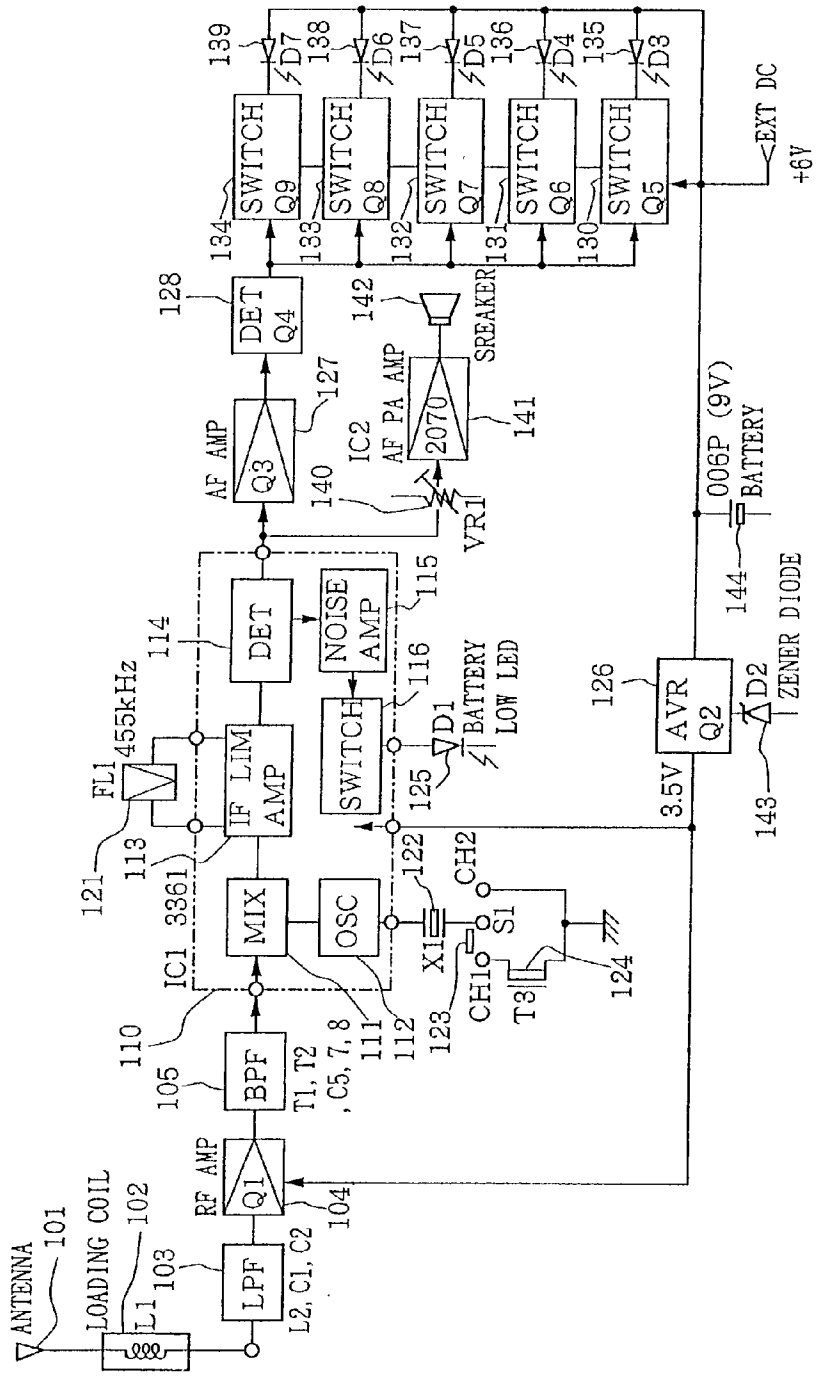 ANTENNA
101
LOADING COIL
102
L1
103
LPF
L2, C1, C2
RF AMP
Q1
104
105
BPF
T1, T2
, C5, 7, 8
110
IC1 3361
MIX
111
OSC
112
121
FL1
455kHz
113
IF LIM
AMP
114
DET
NOISE
AMP
115
SWITCH
116
X1
122
123
CH1
S1
CH2
T3
124
125
D1
BATTERY
LOW LED
AF AMP
Q3
127
128
DET
Q4
140
VR1
IC2
AF PA AMP
2070
141
142
SREAKER
134
SWITCH
Q9
139
D7
133
SWITCH
Q8
138
D6
132
SWITCH
Q7
137
D5
131
SWITCH
Q6
136
D4
130
SWITCH
Q5
135
D3
3.5V
126
AVR
Q2
D2
143
ZENER DIODE
006P (9V)
BATTERY
144
EXT DC
+6V